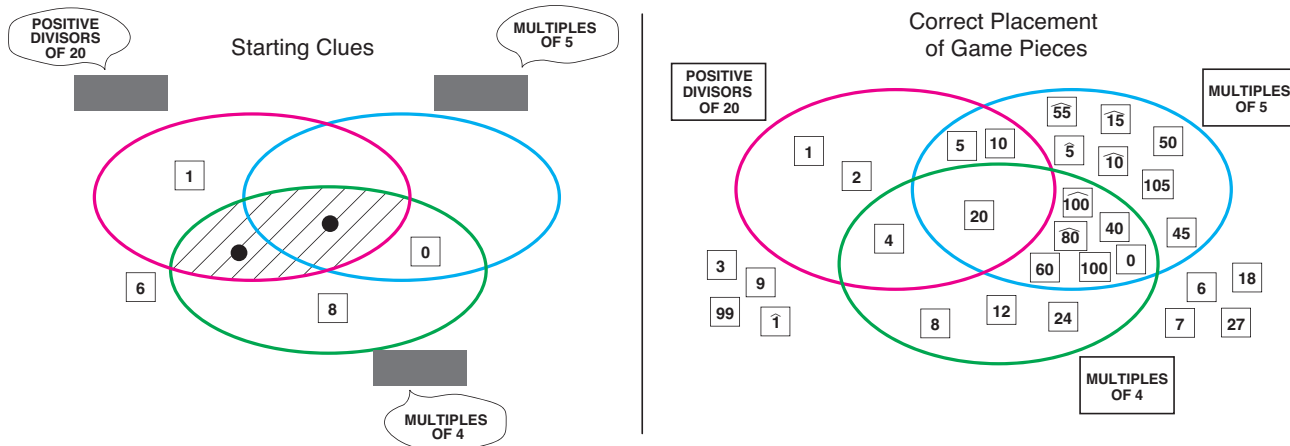 Starting Clues
POSITIVE
DIVISORS
OF 20
MULTIPLES
OF 5
1
0
6
8
MULTIPLES
OF 4
Correct Placement
of Game Pieces
POSITIVE
DIVISORS
OF 20
MULTIPLES
OF 5
55̂
15̂
50
1
5
10
5̂
10̂
2
105
100̂
20
40
45
4
80̂
0
3
60
100
9
6
18
99
1̂
8
12
24
7
27
MULTIPLES
OF 4